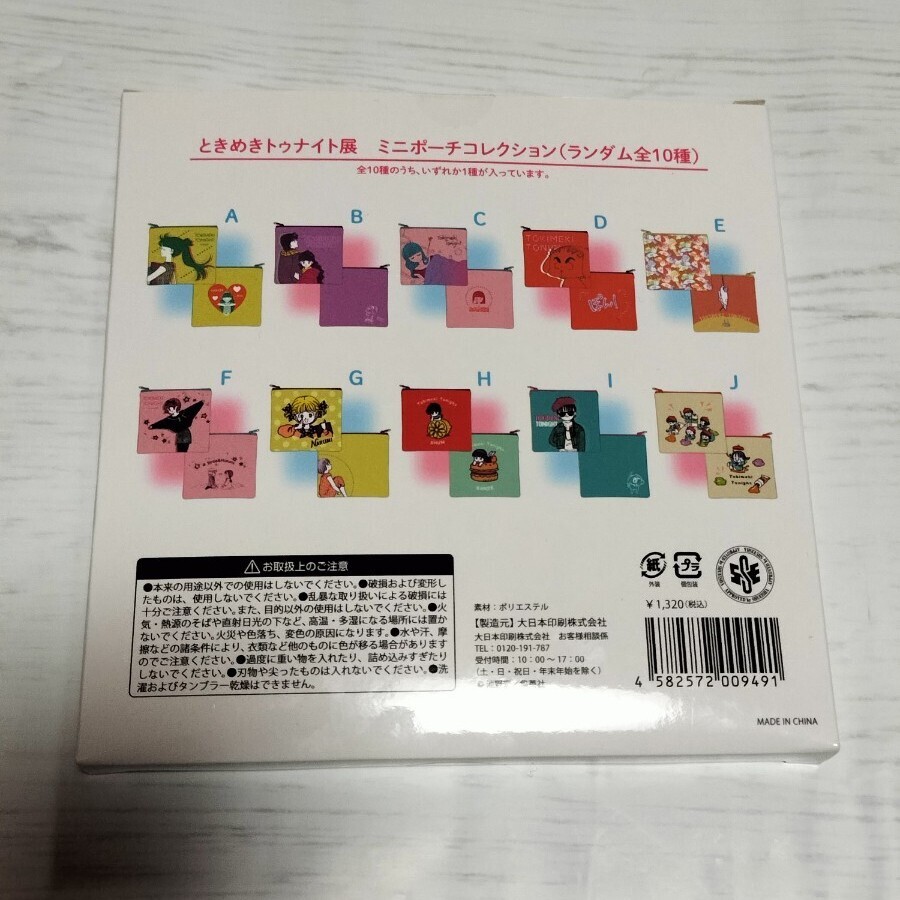 ときめきトゥナイト展　ミニポーチコレクション（ランダム全10種）
全10種のうち、いずれか1種が入っています。
A B C D E
TOKIMEKI
TONIGHT
F G H I J
NARUMI
Tokimeki Tonight
Tokimeki
Tonight
⚠お取扱上のご注意
●本来の用途以外での使用はしないでください。●破損および変形し
たものは、使用しないでください。●乱暴な取り扱いによる破損には
十分ご注意ください。また、目的以外の使用はしないでください。●火
気・熱源のそばや直射日光の下など、高温・多湿になる場所には置か
ないでください。火災や色落ち、変色の原因になります。●水や汗、摩
擦などの諸条件により、衣類など他のものに色が移る場合があります
のでご注意ください。●過度に重い物を入れたり、詰め込みすぎたり
しないでください。●刃物や尖ったものは入れないでください。●洗
濯およびタンブラー乾燥はできません。
素材：ポリエステル
【製造元】大日本印刷株式会社
大日本印刷株式会社　お客様相談係
TEL：0120-191-787
受付時間：10：00〜17：00
（土・日・祝日・年末年始を除く）
紙
外装
プラ
個包装
¥1,320（税込）
4 582572 009491
MADE IN CHINA